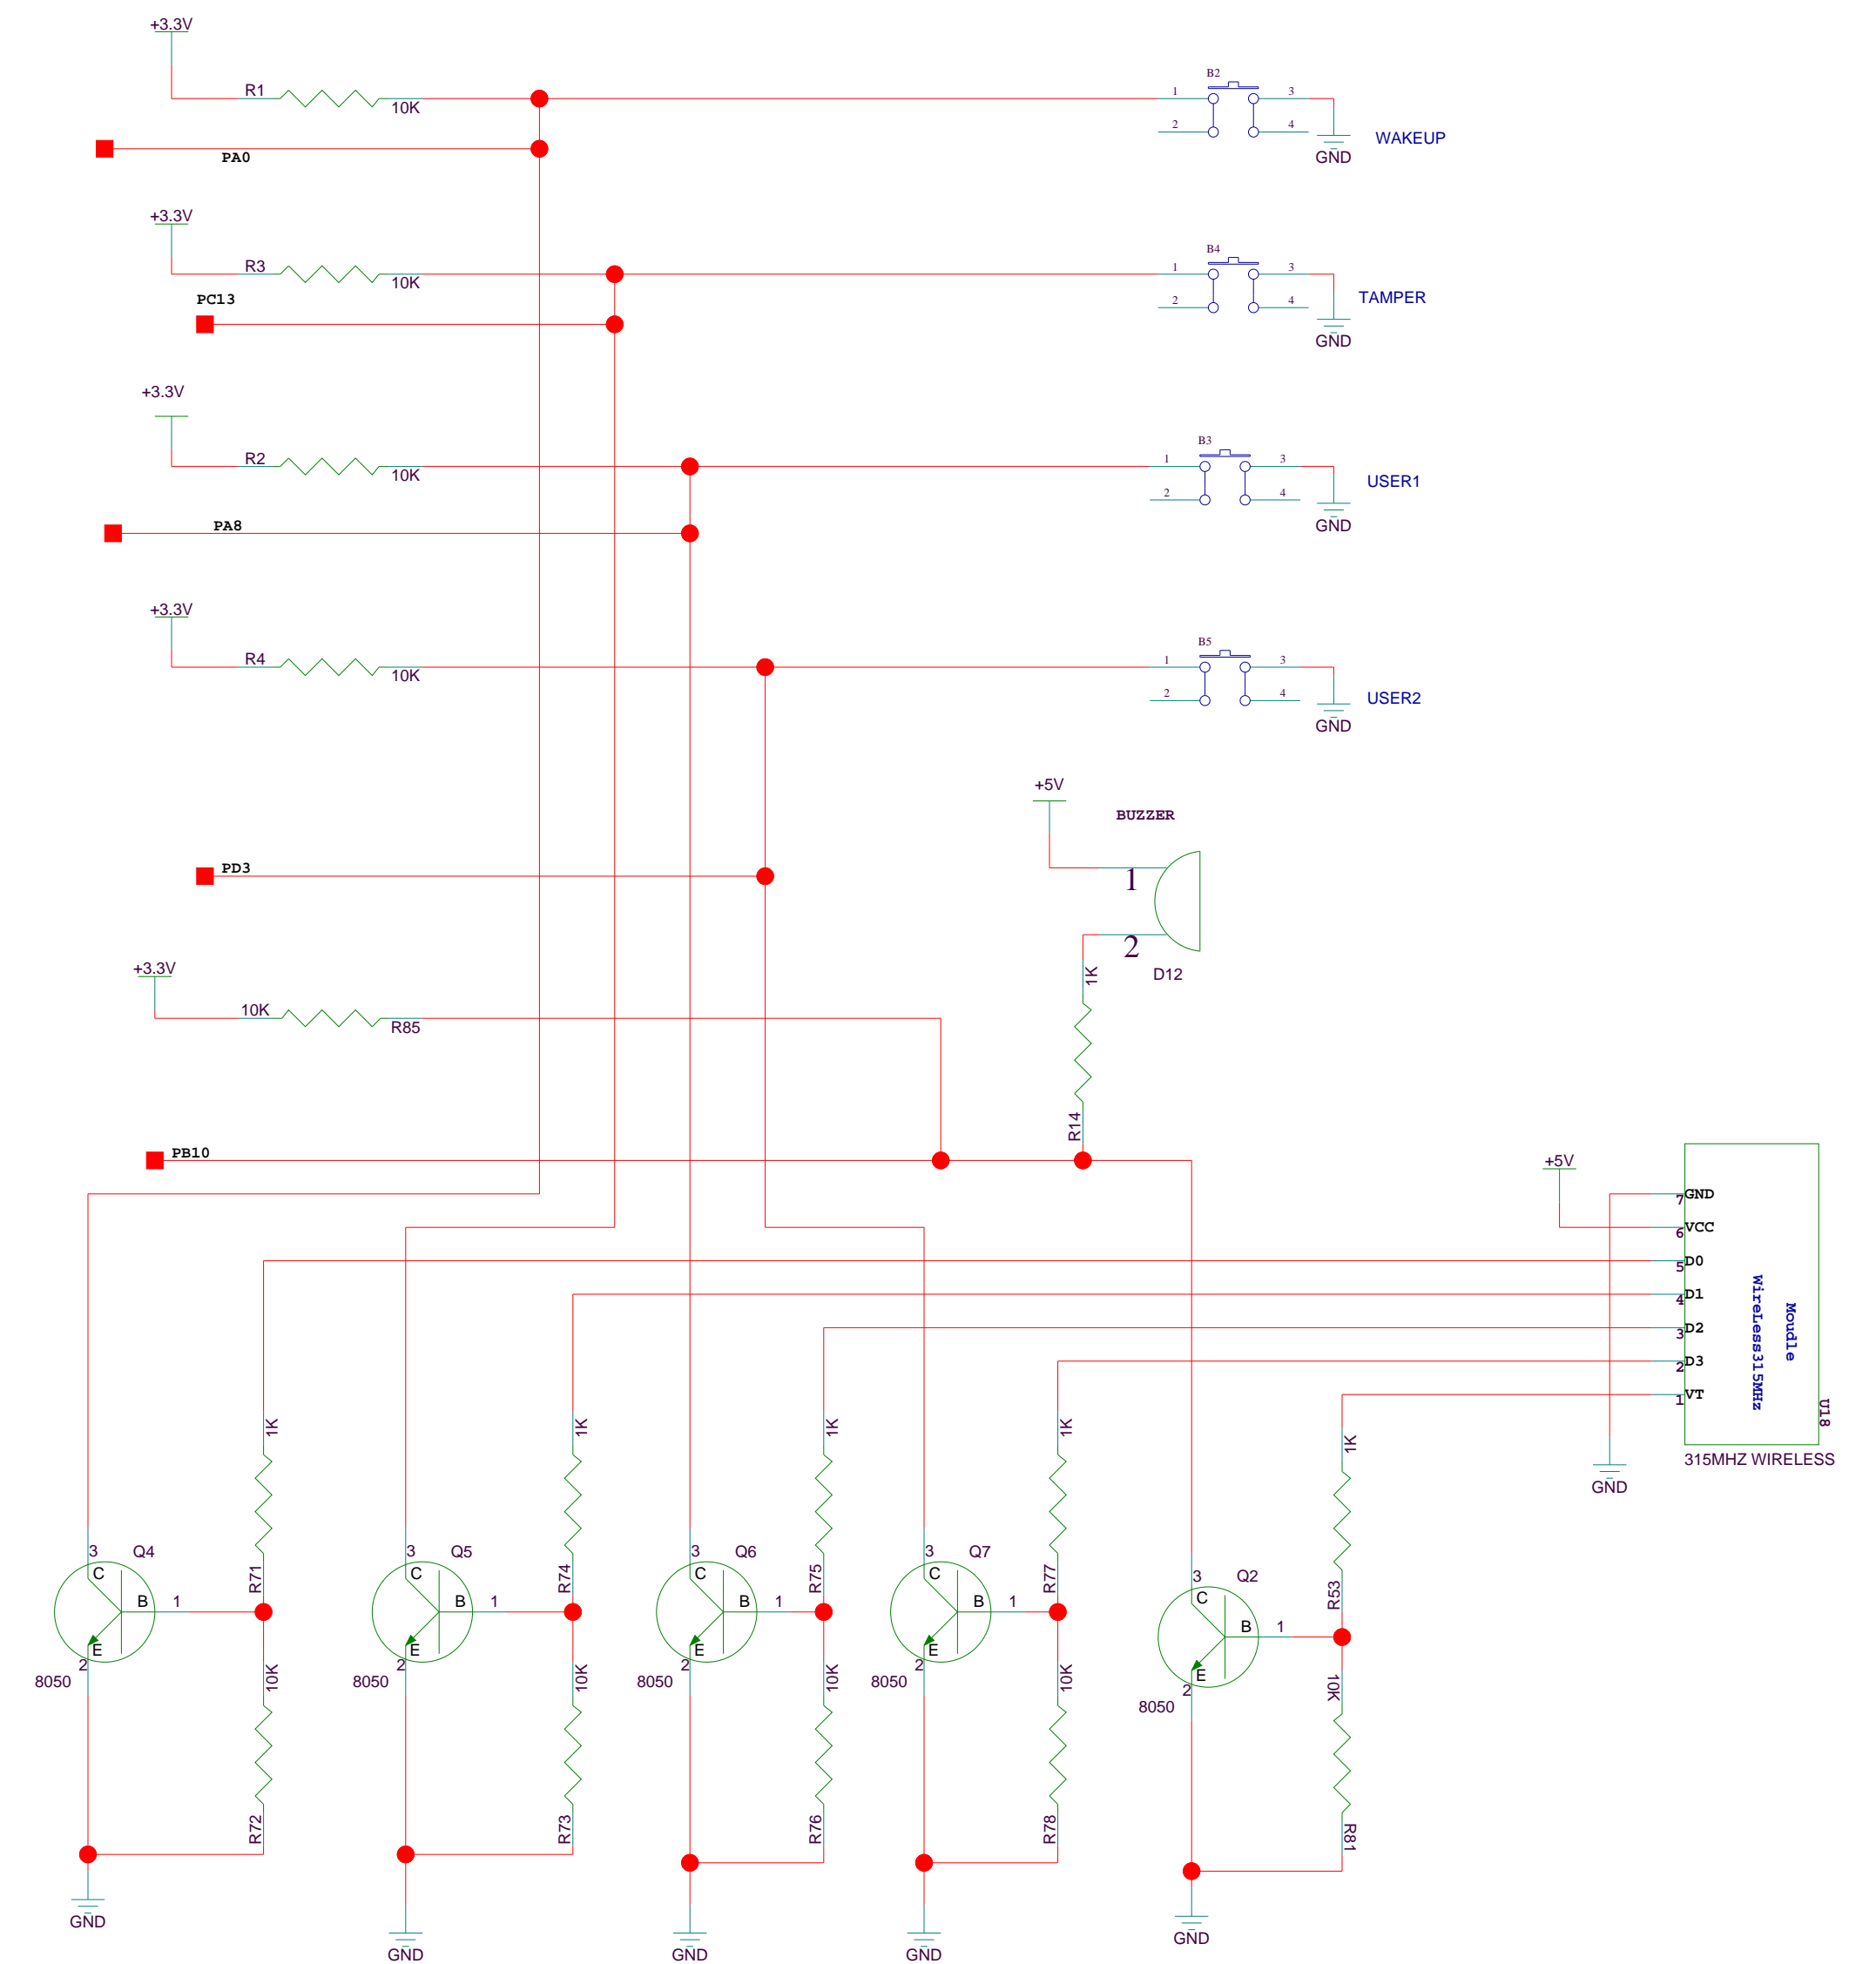 +3.3V
R1
10K
PA0
B2
1
3
2
4
GND
WAKEUP
+3.3V
R3
10K
PC13
B4
1
3
2
4
GND
TAMPER
+3.3V
R2
10K
PA8
B3
1
3
2
4
GND
USER1
+3.3V
R4
10K
B5
1
3
2
4
GND
USER2
+5V
BUZZER
1
2
D12
PD3
+3.3V
10K
R85
1K
R14
PB10
+5V
GND
7
VCC
6
D0
5
D1
4
D2
3
D3
2
VT
1
Moudle
WireLess315MHz
U18
315MHZ WIRELESS
GND
1K
1K
1K
1K
1K
3
Q4
C
B
1
E
2
8050
R71
10K
R72
GND
3
Q5
C
B
1
E
2
8050
R74
10K
R73
GND
3
Q6
C
B
1
E
2
8050
R75
10K
R76
GND
3
Q7
C
B
1
E
2
8050
R77
10K
R78
GND
3
Q2
C
B
1
E
2
8050
R53
10K
R81
GND